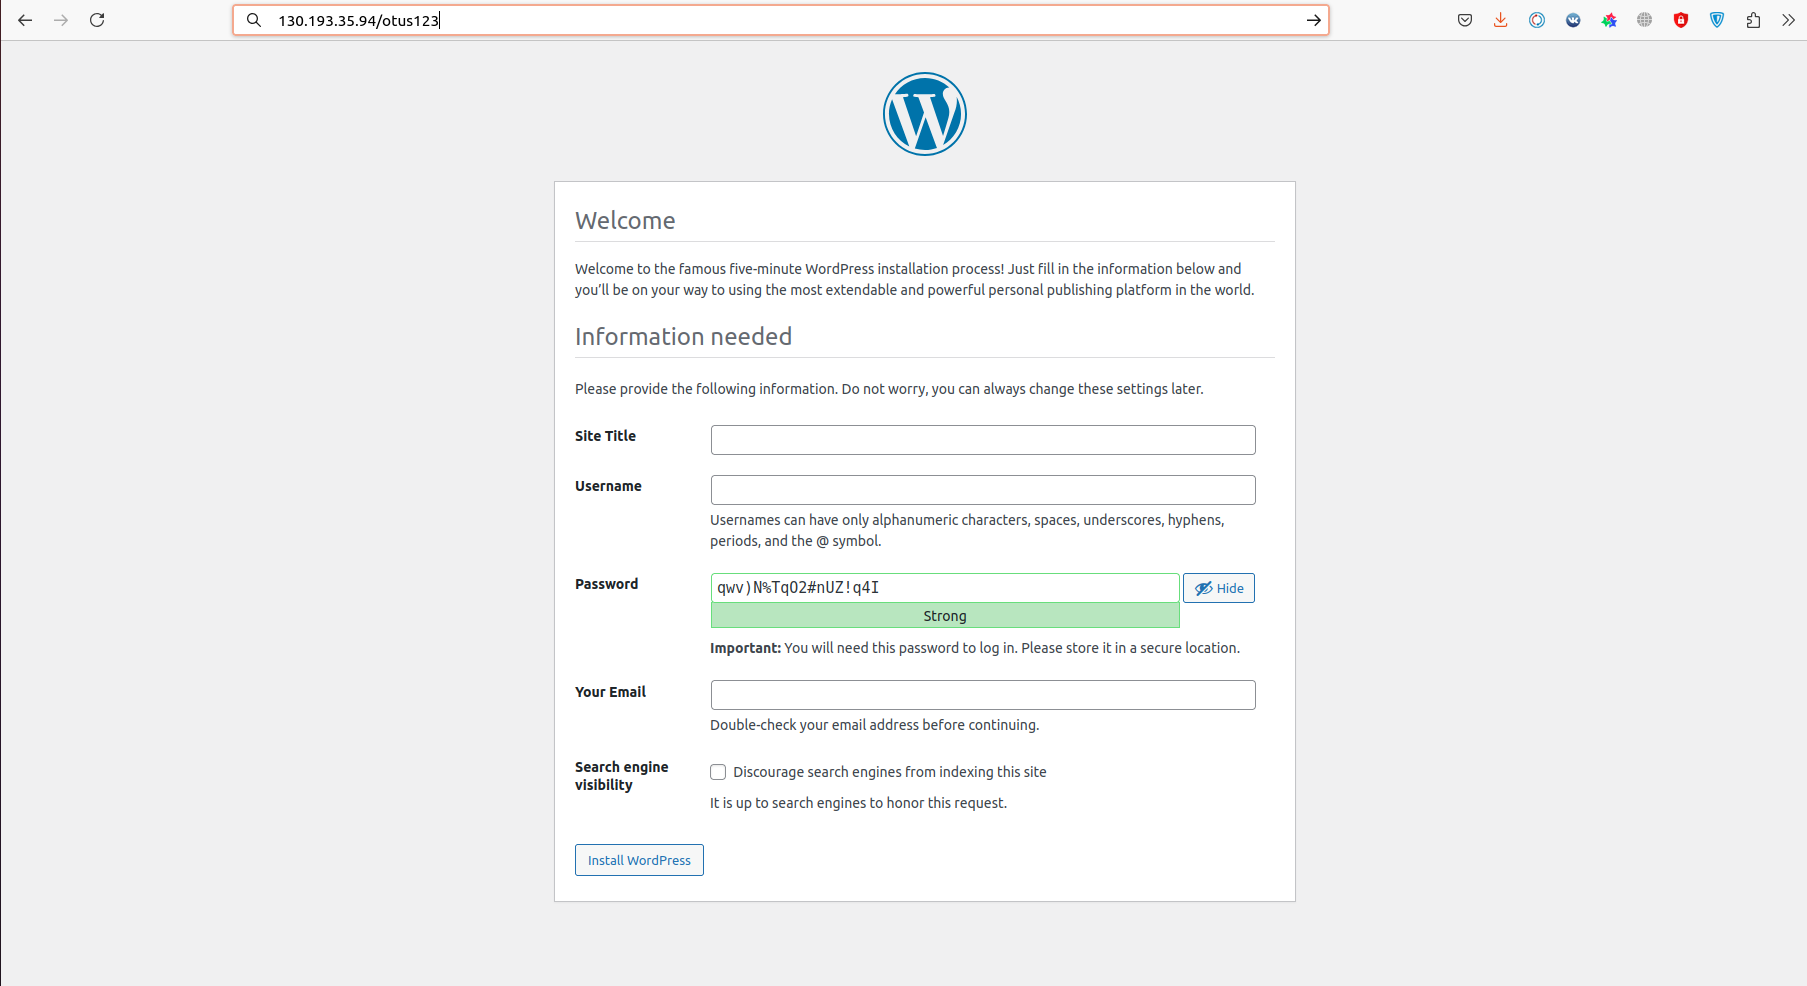 130.193.35.94/otus123
Welcome
Welcome to the famous five-minute WordPress installation process! Just fill in the information below and
you’ll be on your way to using the most extendable and powerful personal publishing platform in the world.
Information needed
Please provide the following information. Do not worry, you can always change these settings later.
Site Title
Username
Usernames can have only alphanumeric characters, spaces, underscores, hyphens,
periods, and the @ symbol.
Password
qwv)N%TqO2#nUZ!q4I
Hide
Strong
Important: You will need this password to log in. Please store it in a secure location.
Your Email
Double-check your email address before continuing.
Search engine
visibility
Discourage search engines from indexing this site
It is up to search engines to honor this request.
Install WordPress